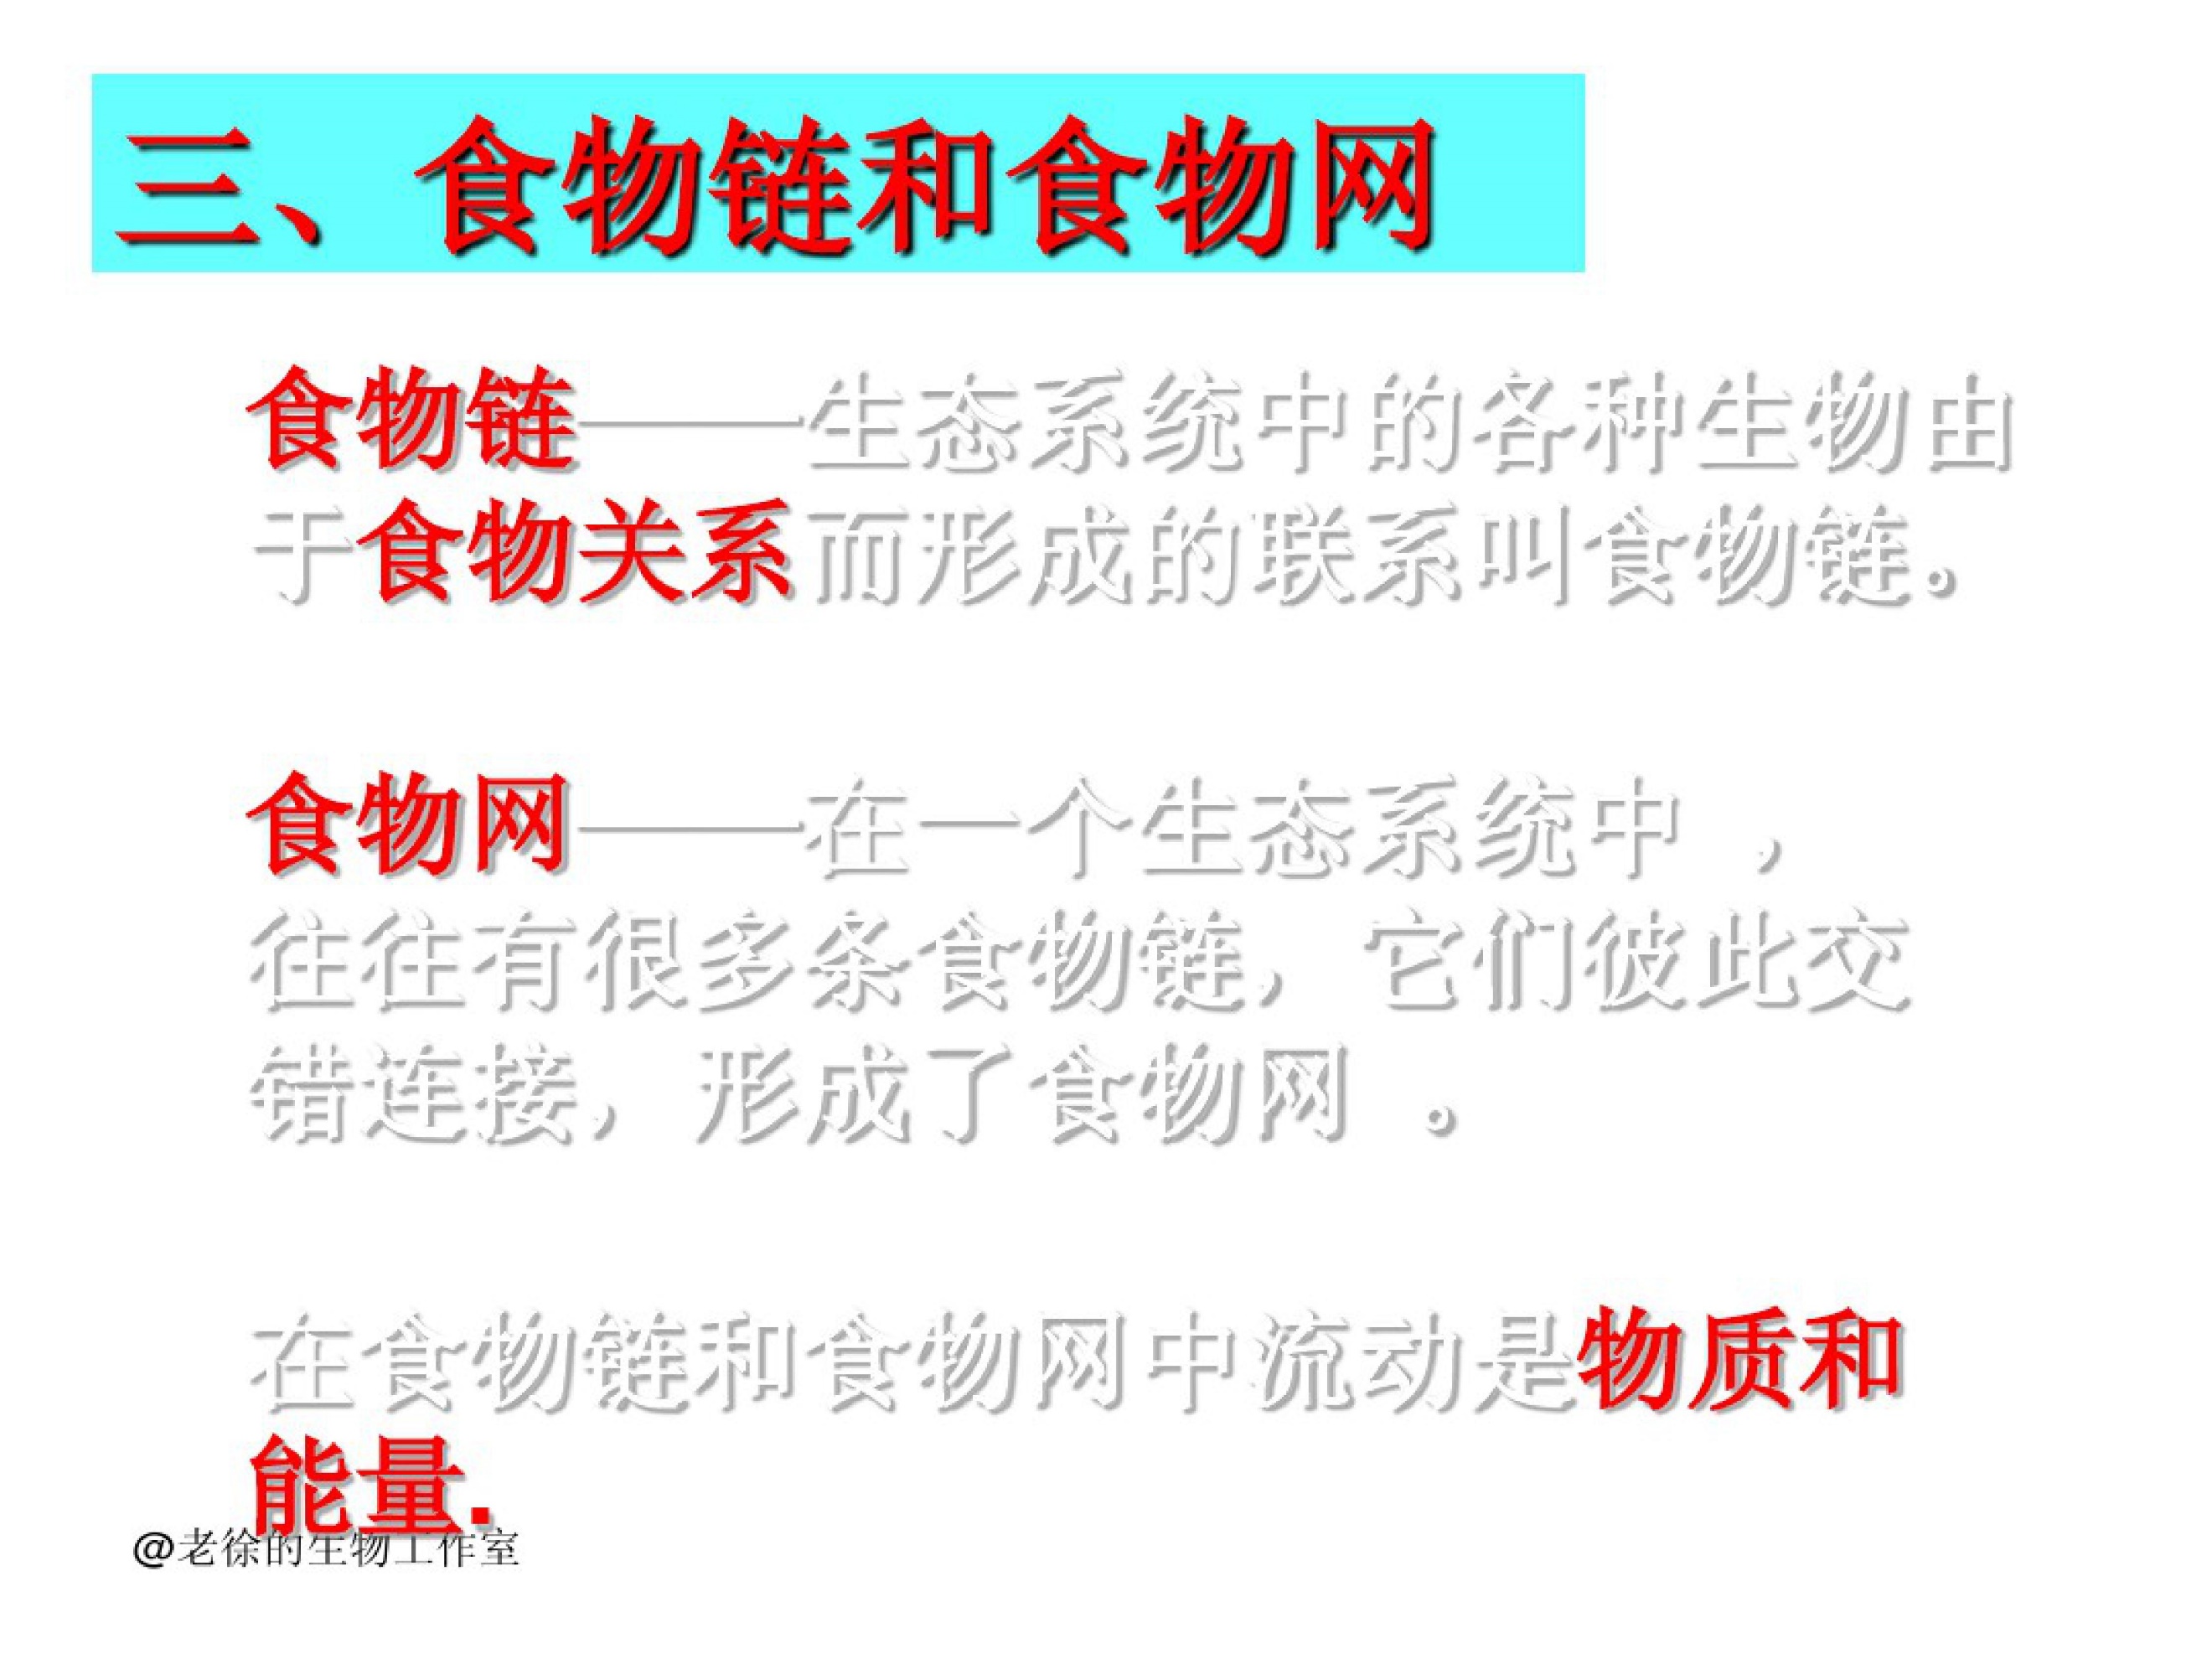 三、食物链和食物网
食物链——生态系统中的各种生物由
于食物关系而形成的联系叫食物链。
食物网——在一个生态系统中 ，
往往有很多条食物链，它们彼此交
错连接，形成了食物网 。
在食物链和食物网中流动是物质和
能量.
@老徐的生物工作室